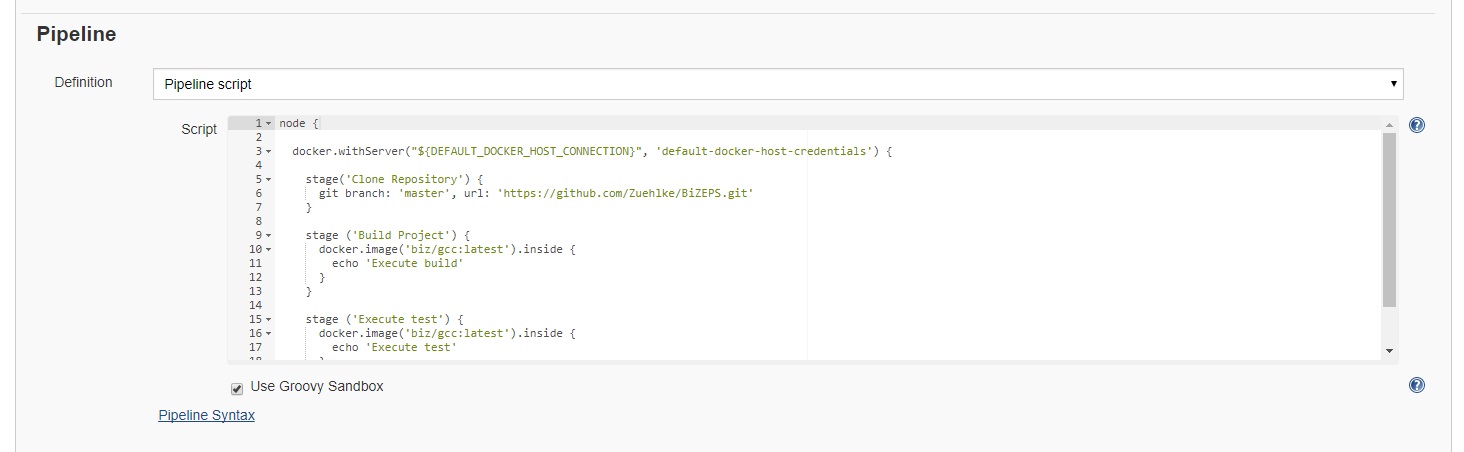 Pipeline
Definition
Pipeline script
Script
1 node {
2
3   docker.withServer("${DEFAULT_DOCKER_HOST_CONNECTION}", 'default-docker-host-credentials') {
4
5     stage('Clone Repository') {
6       git branch: 'master', url: 'https://github.com/Zuehlke/BiZEPS.git'
7     }
8
9     stage ('Build Project') {
10       docker.image('biz/gcc:latest').inside {
11         echo 'Execute build'
12       }
13     }
14
15     stage ('Execute test') {
16       docker.image('biz/gcc:latest').inside {
17         echo 'Execute test'
18       }
Use Groovy Sandbox
Pipeline Syntax